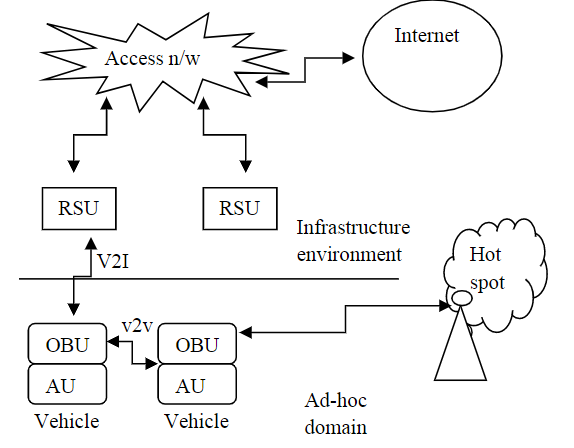 Internet
Access n/w
RSU
RSU
Infrastructure
environment
V2I
Hot
spot
v2v
OBU
OBU
AU
AU
Vehicle
Vehicle
Ad-hoc
domain